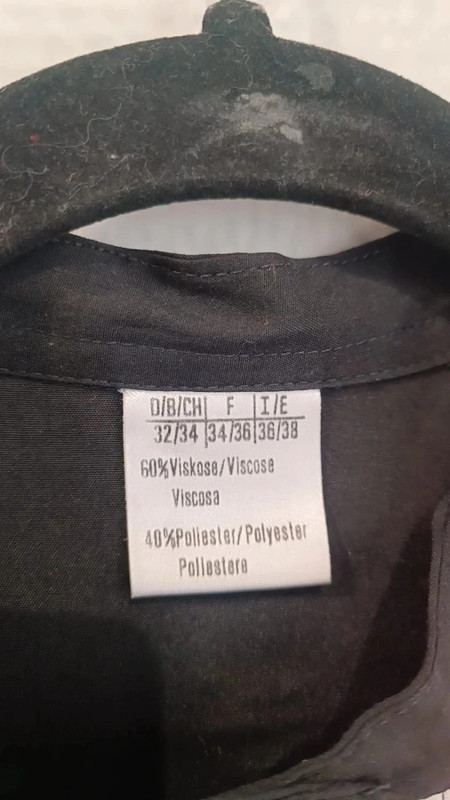 D/B/CH F I/E
32/34 34/36 36/38
60%Viskose/Viscose
Viscosa
40%Poliester/Polyester
Poliestere